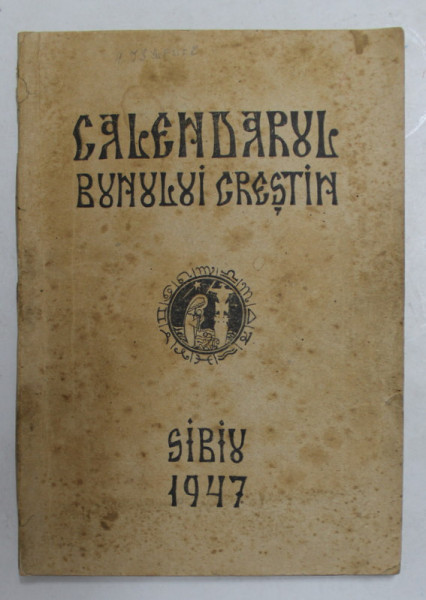 CALENDARUL
BUNULUI CREȘTIN
SIBIU
1947